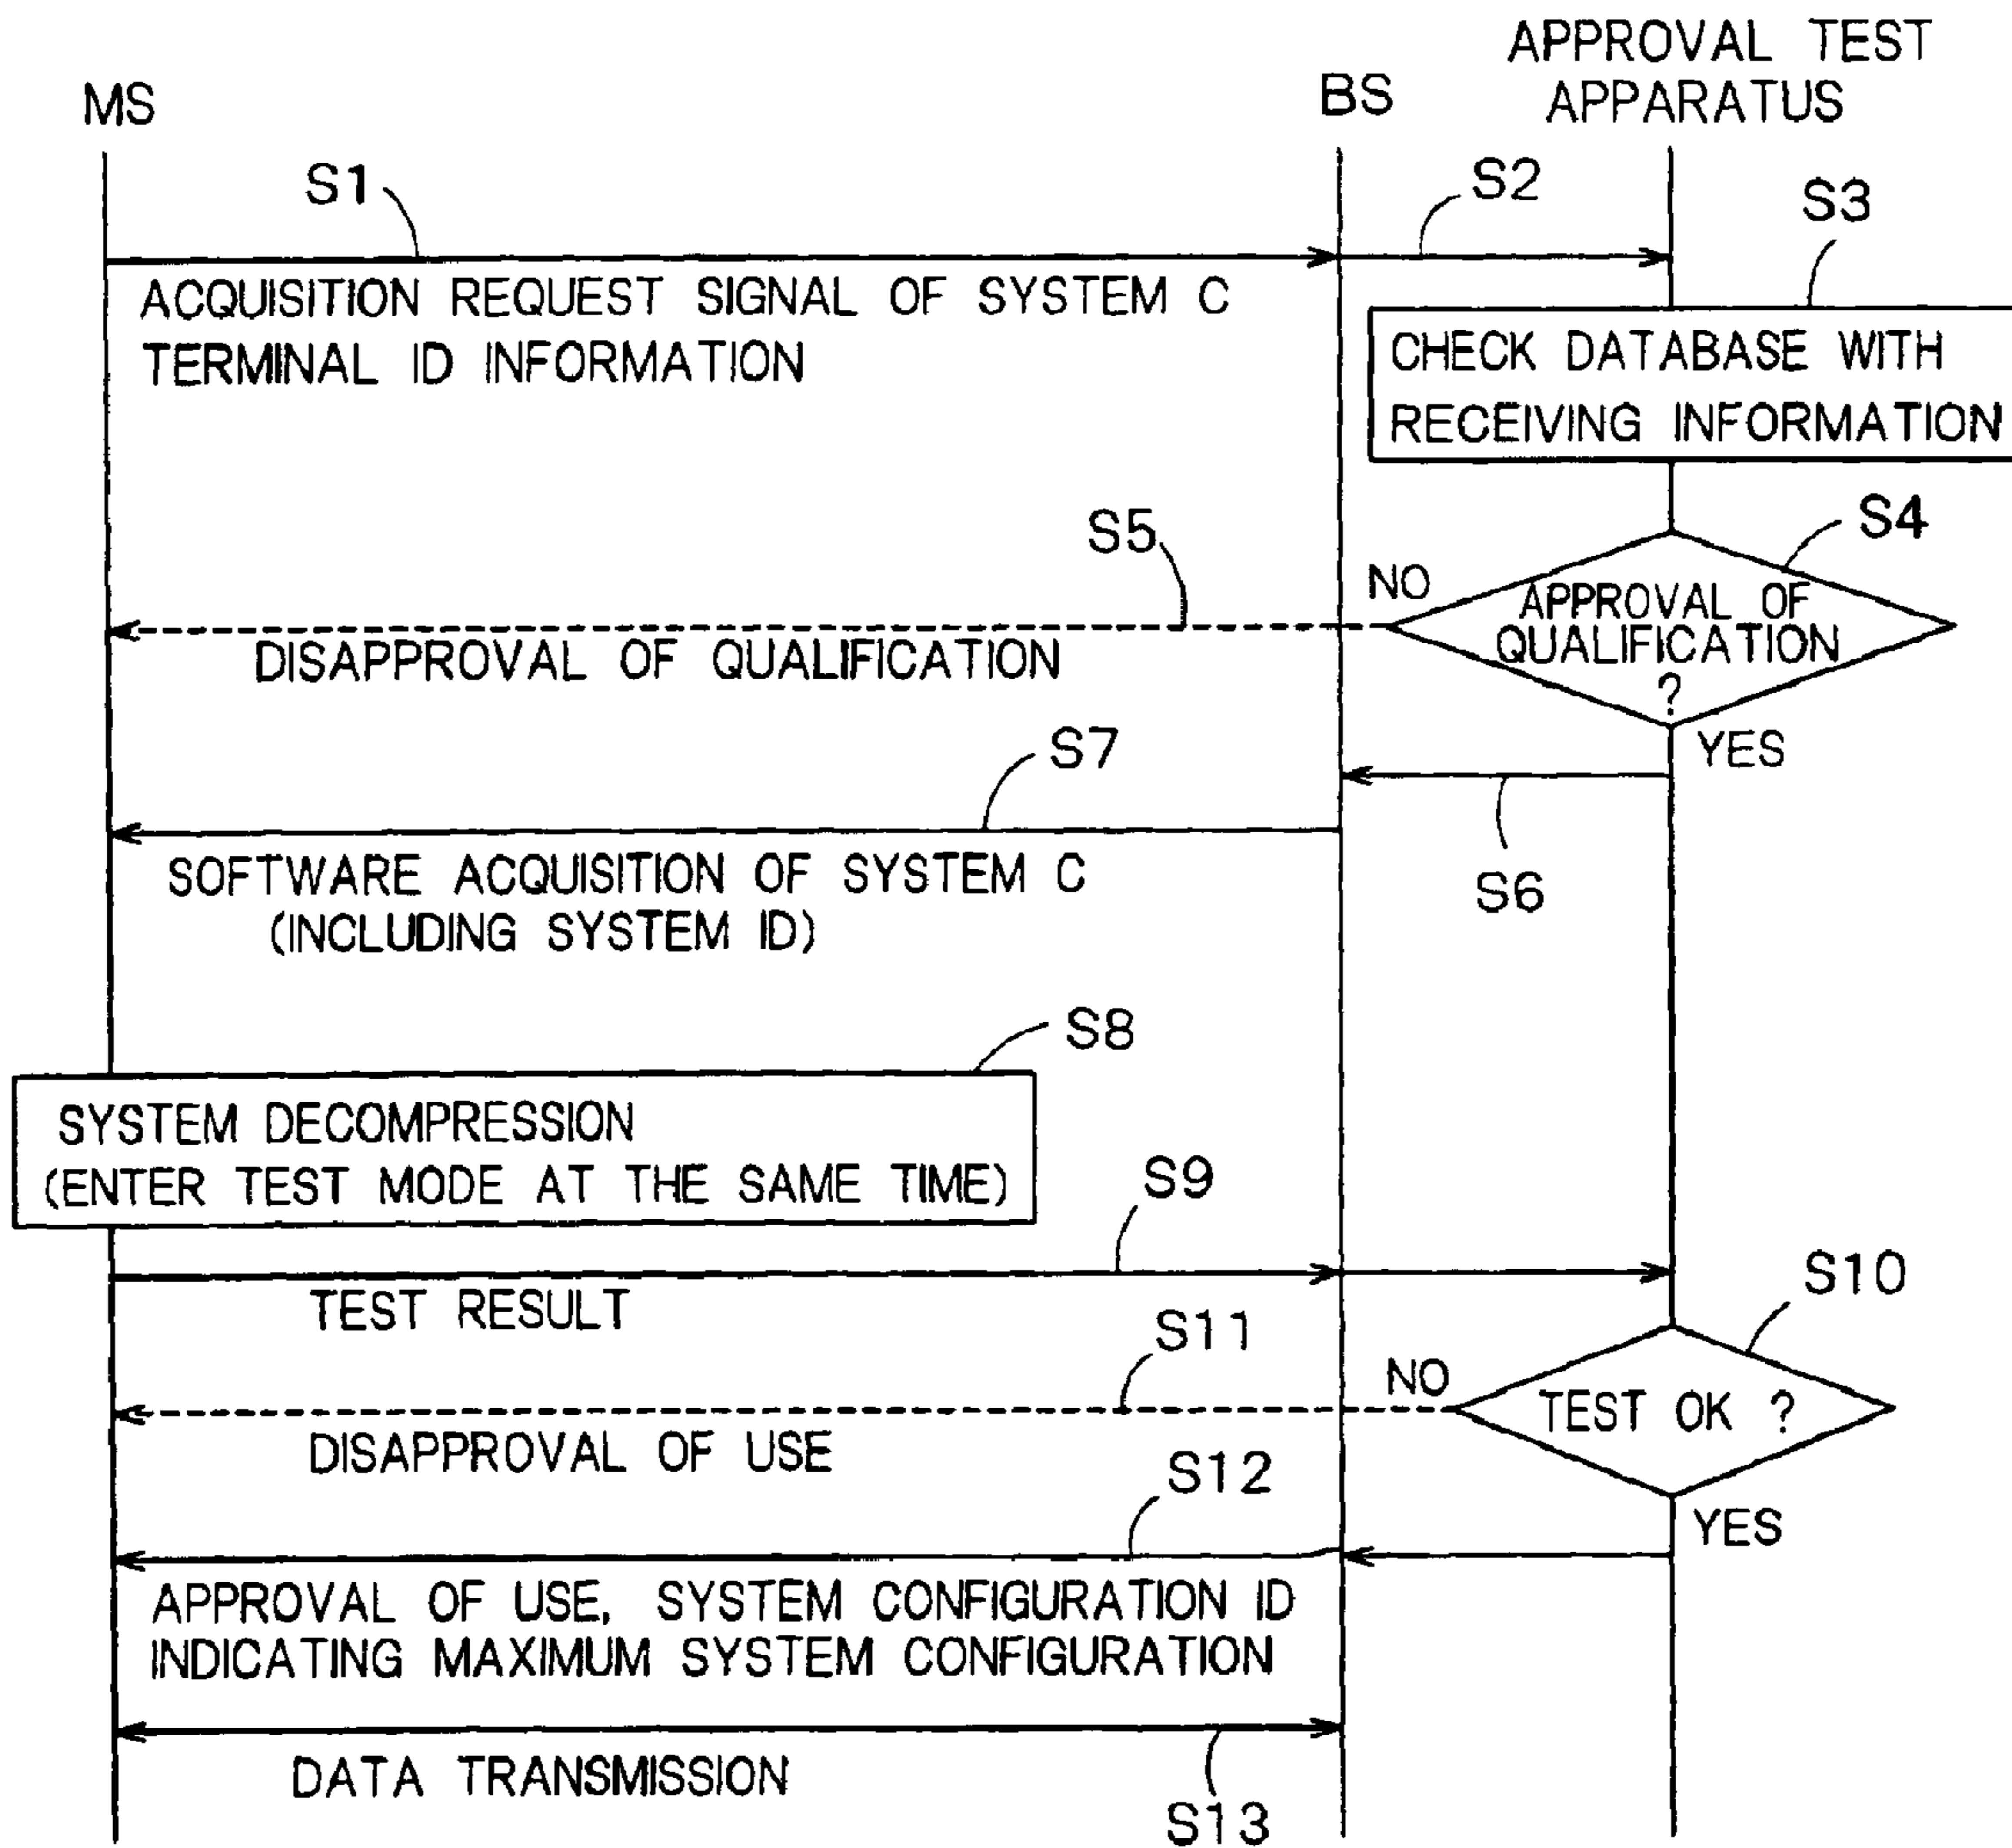 MS
BS
APPROVAL TEST
APPARATUS
S1
S2
S3
ACQUISITION REQUEST SIGNAL OF SYSTEM C
TERMINAL ID INFORMATION
CHECK DATABASE WITH
RECEIVING INFORMATION
S4
S5
NO
APPROVAL OF
QUALIFICATION
?
DISAPPROVAL OF QUALIFICATION
YES
S7
S6
SOFTWARE ACQUISITION OF SYSTEM C
(INCLUDING SYSTEM ID)
S8
SYSTEM DECOMPRESSION
(ENTER TEST MODE AT THE SAME TIME)
S9
TEST RESULT
S10
S11
NO
TEST OK ?
DISAPPROVAL OF USE
S12
YES
APPROVAL OF USE, SYSTEM CONFIGURATION ID
INDICATING MAXIMUM SYSTEM CONFIGURATION
DATA TRANSMISSION
S13